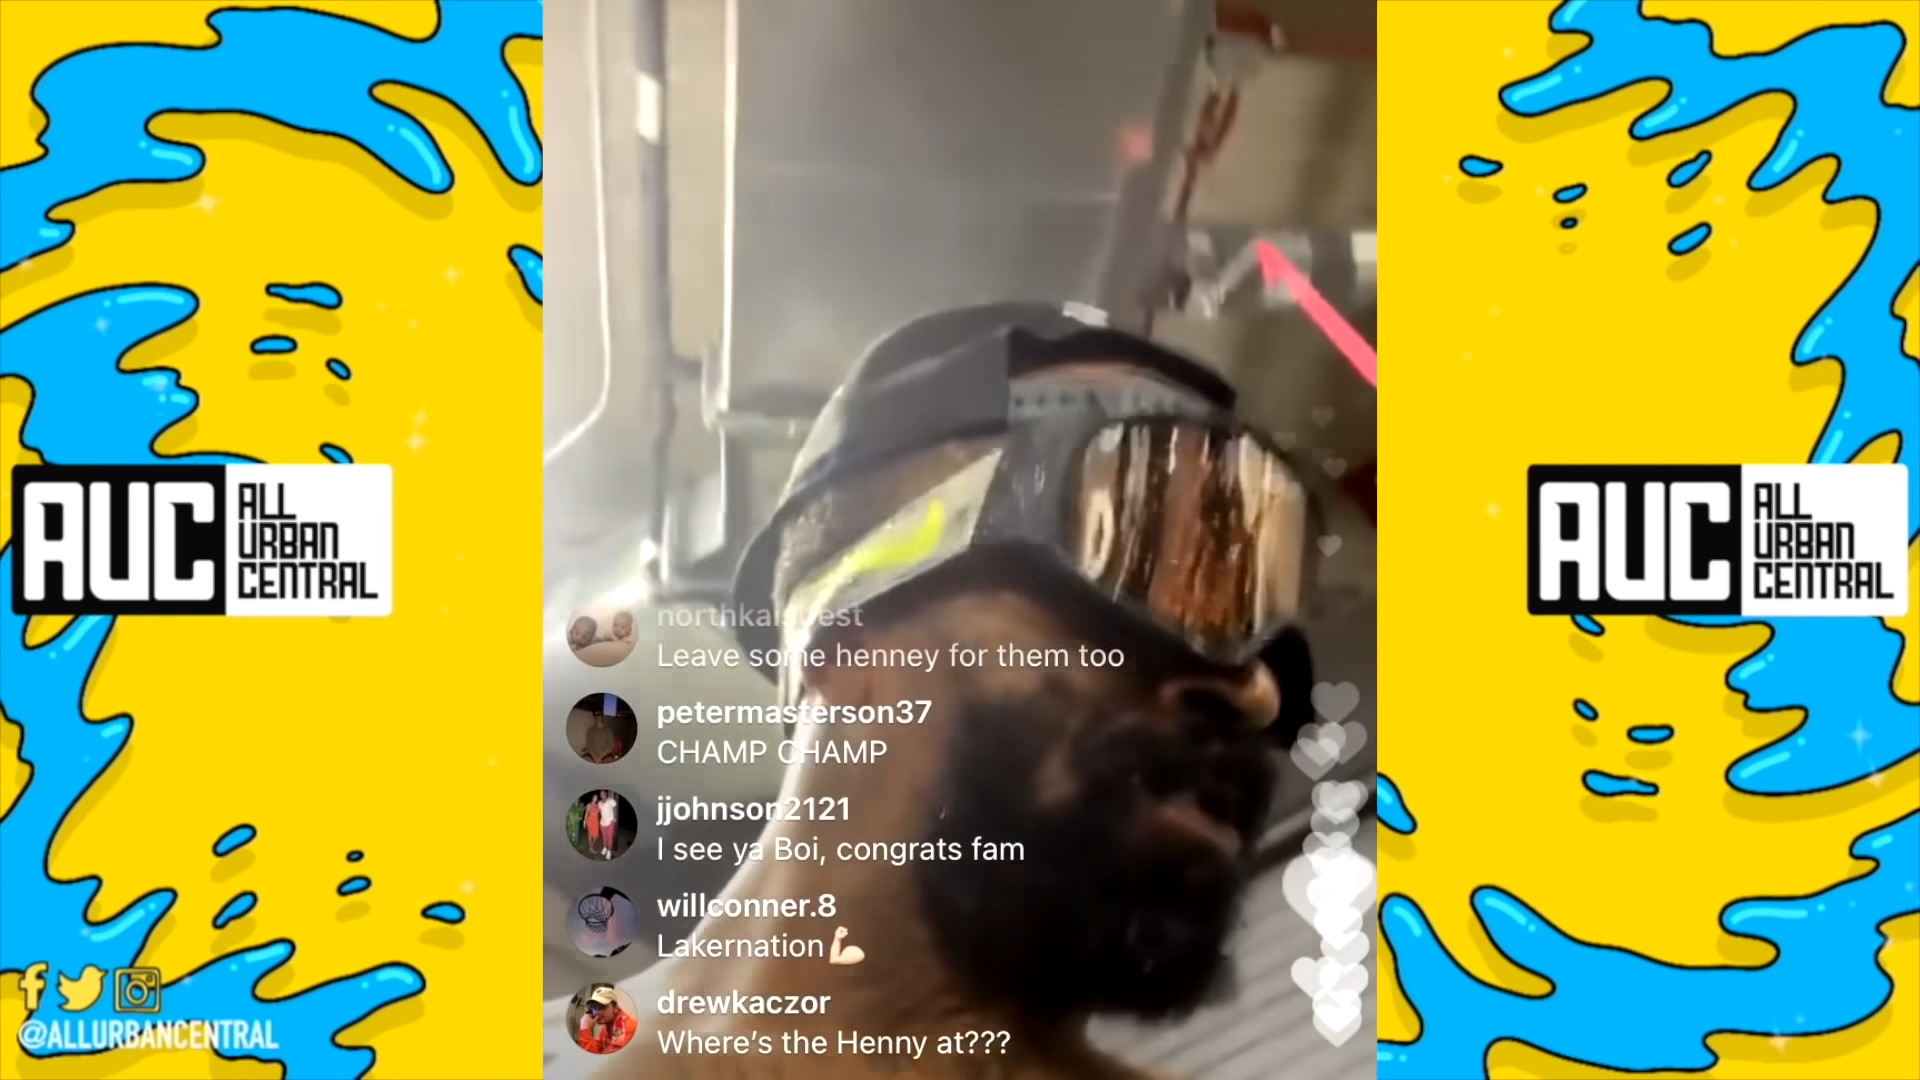 AUC
ALL
URBAN
CENTRAL
Leave some henney for them too
petermasterson37
CHAMP CHAMP
jjohnson2121
I see ya Boi, congrats fam
willconner.8
Lakernation💪🏻
drewkaczor
Where's the Henny at???
@ALLURBANCENTRAL
AUC
ALL
URBAN
CENTRAL